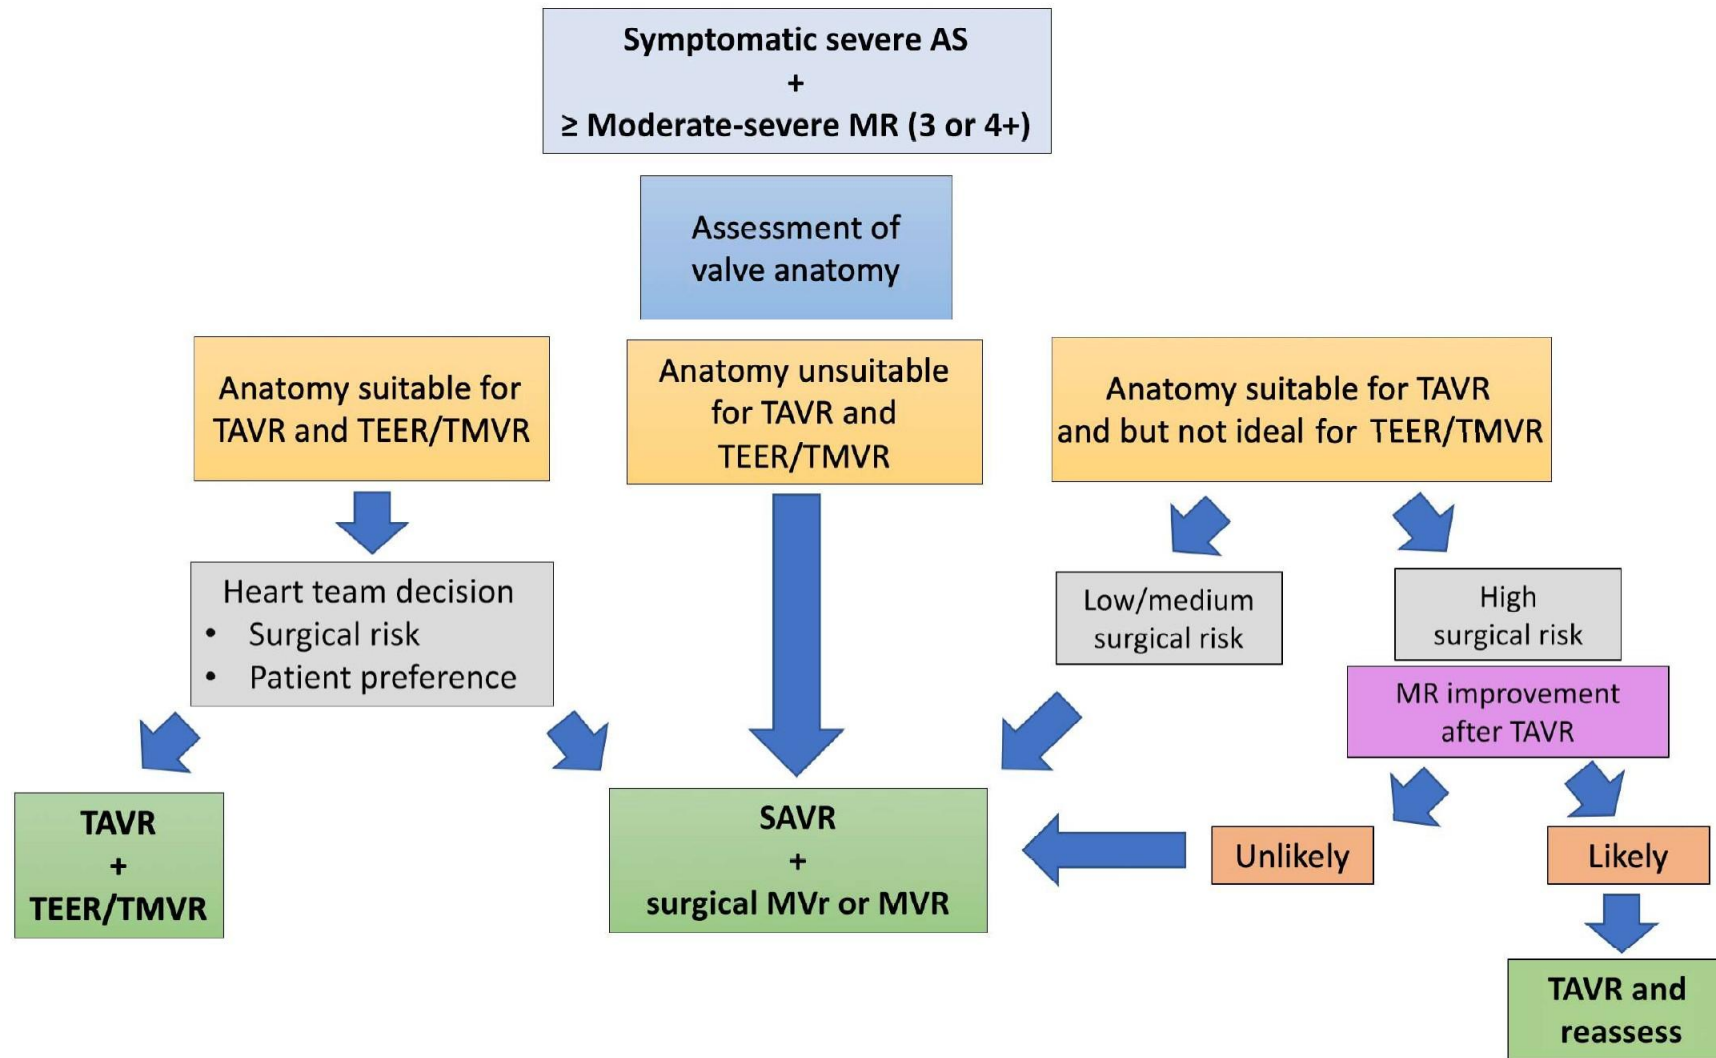 Symptomatic severe AS
+
≥ Moderate-severe MR (3 or 4+)
Assessment of
valve anatomy
Anatomy suitable for
TAVR and TEER/TMVR
Anatomy unsuitable
for TAVR and
TEER/TMVR
Anatomy suitable for TAVR
and but not ideal for TEER/TMVR
Heart team decision
• Surgical risk
• Patient preference
Low/medium
surgical risk
High
surgical risk
MR improvement
after TAVR
TAVR
+
TEER/TMVR
SAVR
+
surgical MVr or MVR
Unlikely
Likely
TAVR and
reassess